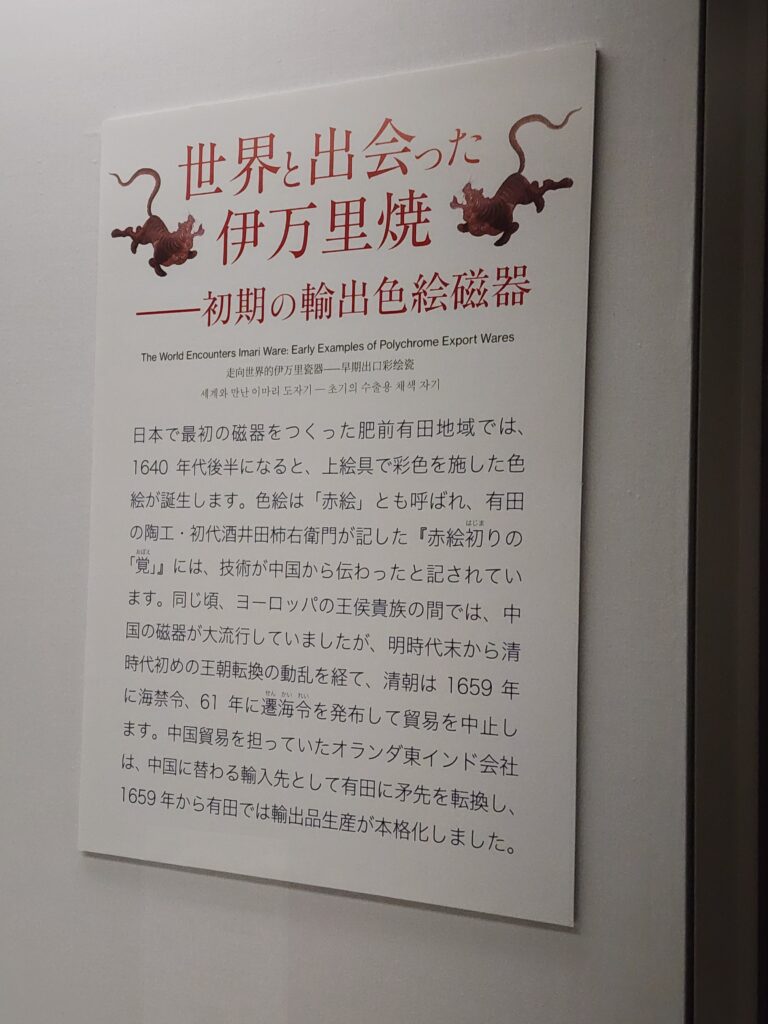 世界と出会った
伊万里焼
──初期の輸出色絵磁器
The World Encounters Imari Ware: Early Examples of Polychrome Export Wares
走向世界的伊万里瓷器——早期出口彩绘瓷
세계와 만난 이마리 도자기 — 초기의 수출용 채색 자기
日本で最初の磁器をつくった肥前有田地域では、
1640 年代後半になると、上絵具で彩色を施した色
絵が誕生します。色絵は「赤絵」とも呼ばれ、有田
の陶工・初代酒井田柿右衛門が記した『赤絵初りの
はじま
「覚」』には、技術が中国から伝わったと記されてい
おぼえ
ます。同じ頃、ヨーロッパの王侯貴族の間では、中
国の磁器が大流行していましたが、明時代末から清
時代初めの王朝転換の動乱を経て、清朝は 1659 年
に海禁令、61 年に遷海令を発布して貿易を中止し
せん かい れい
ます。中国貿易を担っていたオランダ東インド会社
は、中国に替わる輸入先として有田に矛先を転換し、
1659 年から有田では輸出品生産が本格化しました。